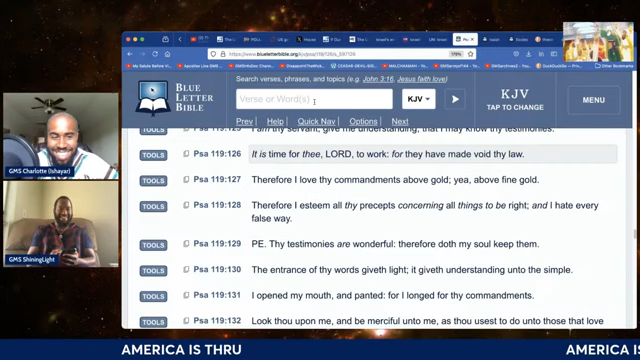 https://www.blueletterbible.org/kjv/psa/119/126/s_597126
170%
BLUE
LETTER
BIBLE
Search verses, phrases, and topics (e.g. John 3:16, Jesus faith love)
Verse or Word(s)
KJV
KJV
TAP TO CHANGE
MENU
Prev Help Quick Nav Options Next
I am thy servant; give me understanding, that I may know thy testimonies.
TOOLS Psa 119:126 It is time for thee, LORD, to work: for they have made void thy law.
TOOLS Psa 119:127 Therefore I love thy commandments above gold; yea, above fine gold.
TOOLS Psa 119:128 Therefore I esteem all thy precepts concerning all things to be right; and I hate every
false way.
TOOLS Psa 119:129 PE. Thy testimonies are wonderful: therefore doth my soul keep them.
TOOLS Psa 119:130 The entrance of thy words giveth light; it giveth understanding unto the simple.
TOOLS Psa 119:131 I opened my mouth, and panted: for I longed for thy commandments.
TOOLS Psa 119:132 Look thou upon me, and be merciful unto me, as thou usest to do unto those that love
GMS Charlotte (Ishayar)
GMS ShiningLight
AMERICA IS THRU
AMERICA IS